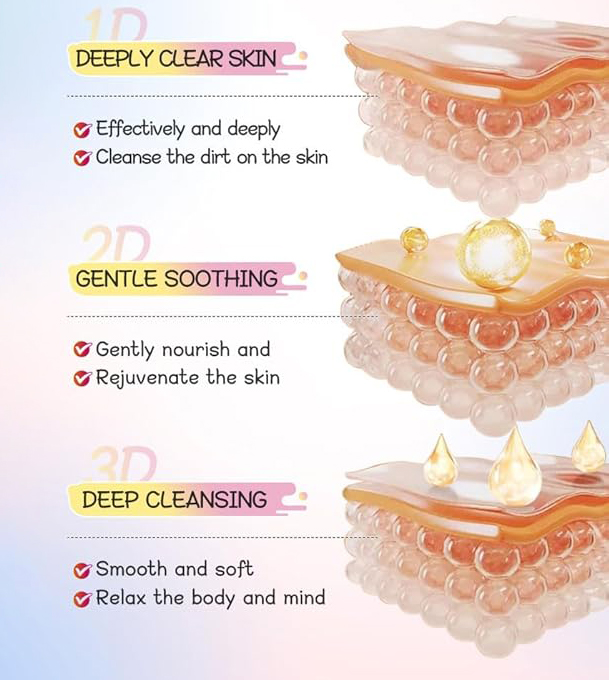 1D
DEEPLY CLEAR SKIN
Effectively and deeply
Cleanse the dirt on the skin
2D
GENTLE SOOTHING
Gently nourish and
Rejuvenate the skin
3D
DEEP CLEANSING
Smooth and soft
Relax the body and mind